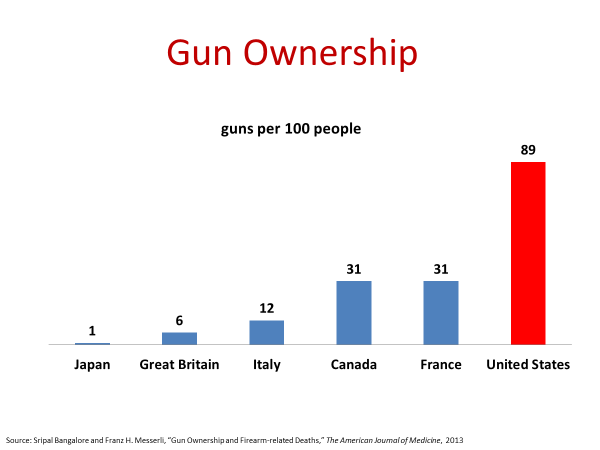 Gun Ownership
guns per 100 people
89
31
31
12
6
1
Japan
Great Britain
Italy
Canada
France
United States
Source: Sripal Bangalore and Franz H. Messerli, "Gun Ownership and Firearm-related Deaths," The American Journal of Medicine, 2013